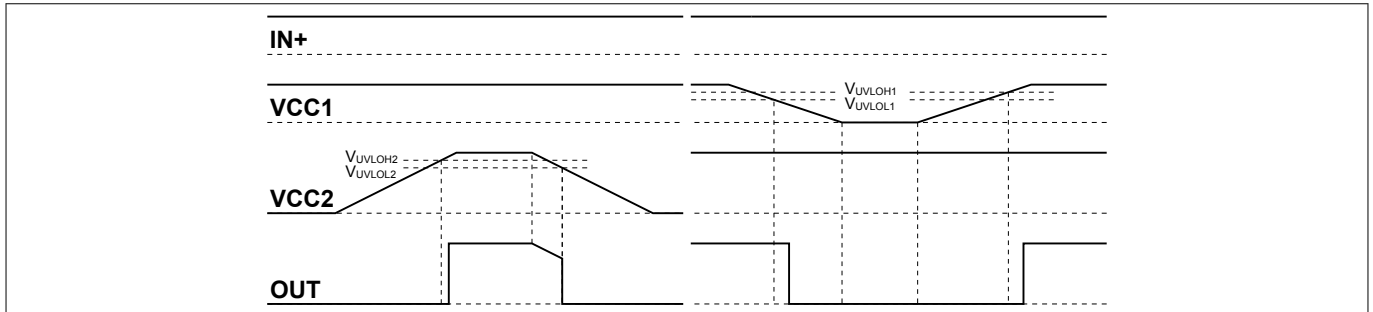 IN+
VCC1
VUVLOH1
VUVLOL1
VUVLOH2
VUVLOL2
VCC2
OUT